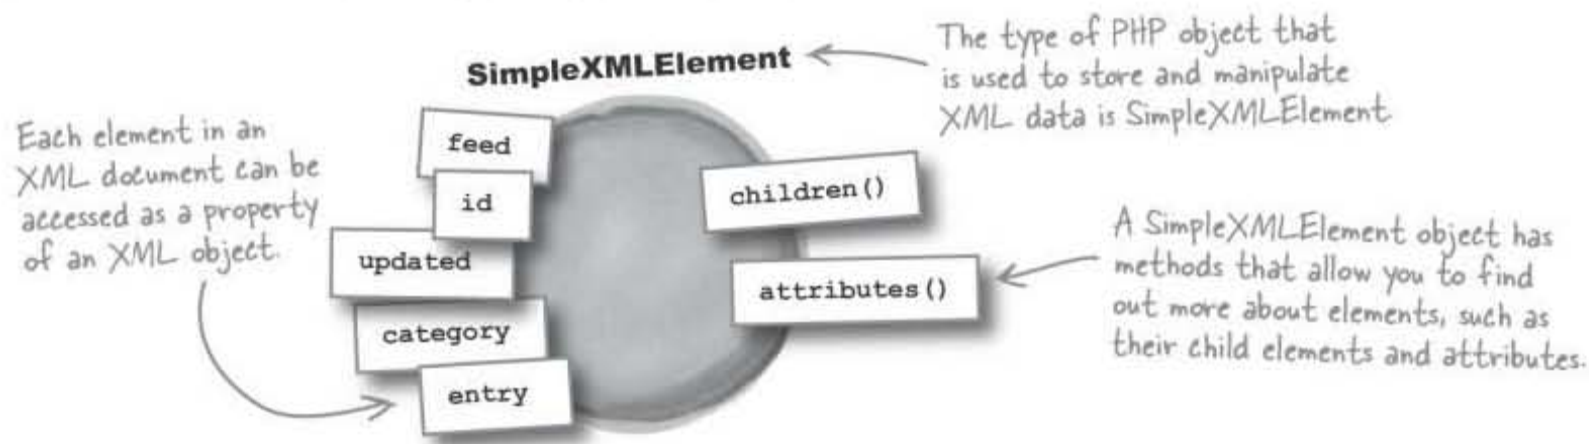 SimpleXMLElement
The type of PHP object that
is used to store and manipulate
XML data is SimpleXMLElement
Each element in an
XML document can be
accessed as a property
of an XML object.
feed
id
updated
category
entry
children()
attributes()
A SimpleXMLElement object has
methods that allow you to find
out more about elements, such as
their child elements and attributes.